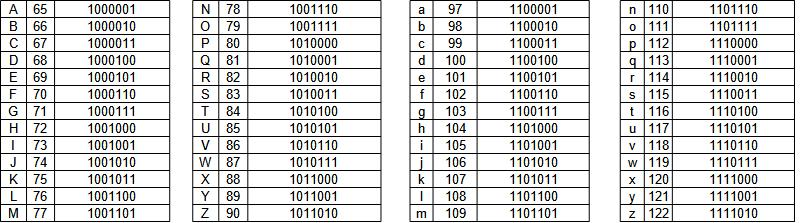 A 65 1000001 N 78 1001110 a 97 1100001 n 110 1101110
B 66 1000010 O 79 1001111 b 98 1100010 o 111 1101111
C 67 1000011 P 80 1010000 c 99 1100011 p 112 1110000
D 68 1000100 Q 81 1010001 d 100 1100100 q 113 1110001
E 69 1000101 R 82 1010010 e 101 1100101 r 114 1110010
F 70 1000110 S 83 1010011 f 102 1100110 s 115 1110011
G 71 1000111 T 84 1010100 g 103 1100111 t 116 1110100
H 72 1001000 U 85 1010101 h 104 1101000 u 117 1110101
I 73 1001001 V 86 1010110 i 105 1101001 v 118 1110110
J 74 1001010 W 87 1010111 j 106 1101010 w 119 1110111
K 75 1001011 X 88 1011000 k 107 1101011 x 120 1111000
L 76 1001100 Y 89 1011001 l 108 1101100 y 121 1111001
M 77 1001101 Z 90 1011010 m 109 1101101 z 122 1111010